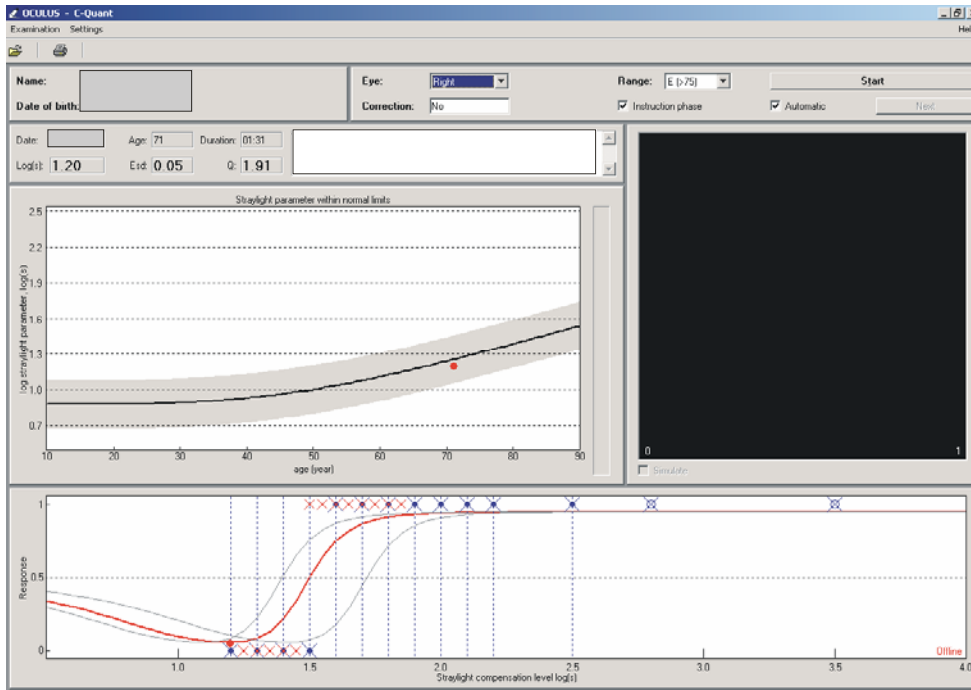 OCULUS - C-Quant
Examination Settings Hel
Name:
Date of birth:
Eye: Right
Correction: No
Range: E (>75) Start
Instruction phase Automatic Next
Date: Age: 71 Duration: 01:31
Log(s): 1.20 Esd: 0.05 Q: 1.91
Straylight parameter within normal limits
log straylight parameter, log(s)
2.5
2.2
1.9
1.6
1.3
1.0
0.7
10 20 30 40 50 60 70 80 90
age (year)
0 1
Simulate
Response
1
0.5
0
Offline
1.0 1.5 2.0 2.5 3.0 3.5 4.0
Straylight compensation level log(s)